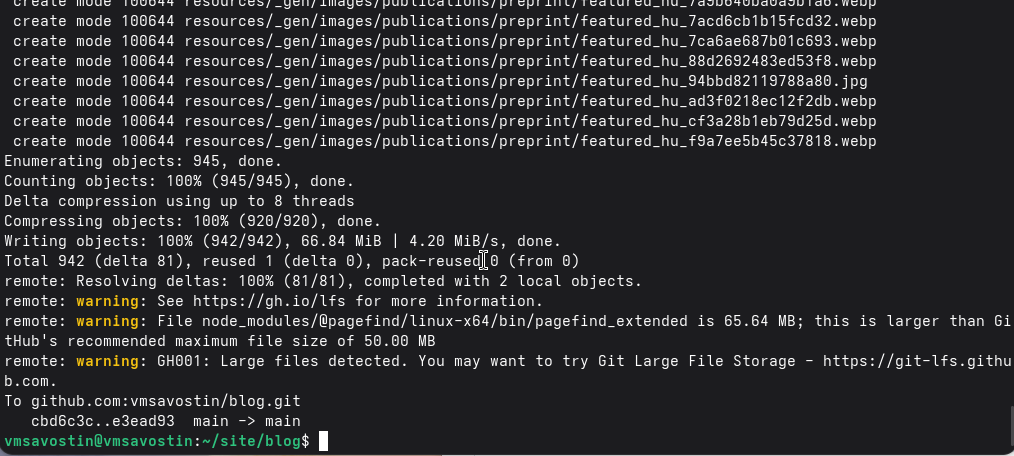 create mode 100644 resources/_gen/images/publications/preprint/featured_hu_7a9b640ba0a9b1a6.webp
create mode 100644 resources/_gen/images/publications/preprint/featured_hu_7acd6cb1b15fcd32.webp
create mode 100644 resources/_gen/images/publications/preprint/featured_hu_7ca6ae687b01c693.webp
create mode 100644 resources/_gen/images/publications/preprint/featured_hu_88d2692483ed53f8.webp
create mode 100644 resources/_gen/images/publications/preprint/featured_hu_94bbd82119788a80.jpg
create mode 100644 resources/_gen/images/publications/preprint/featured_hu_ad3f0218ec12f2db.webp
create mode 100644 resources/_gen/images/publications/preprint/featured_hu_cf3a28b1eb79d25d.webp
create mode 100644 resources/_gen/images/publications/preprint/featured_hu_f9a7ee5b45c37818.webp
Enumerating objects: 945, done.
Counting objects: 100% (945/945), done.
Delta compression using up to 8 threads
Compressing objects: 100% (920/920), done.
Writing objects: 100% (942/942), 66.84 MiB | 4.20 MiB/s, done.
Total 942 (delta 81), reused 1 (delta 0), pack-reused 0 (from 0)
remote: Resolving deltas: 100% (81/81), completed with 2 local objects.
remote: warning: See https://gh.io/lfs for more information.
remote: warning: File node_modules/@pagefind/linux-x64/bin/pagefind_extended is 65.64 MB; this is larger than Gi
tHub's recommended maximum file size of 50.00 MB
remote: warning: GH001: Large files detected. You may want to try Git Large File Storage - https://git-lfs.githu
b.com.
To github.com:vmsavostin/blog.git
cbd6c3c..e3ead93  main -> main
vmsavostin@vmsavostin:~/site/blog$